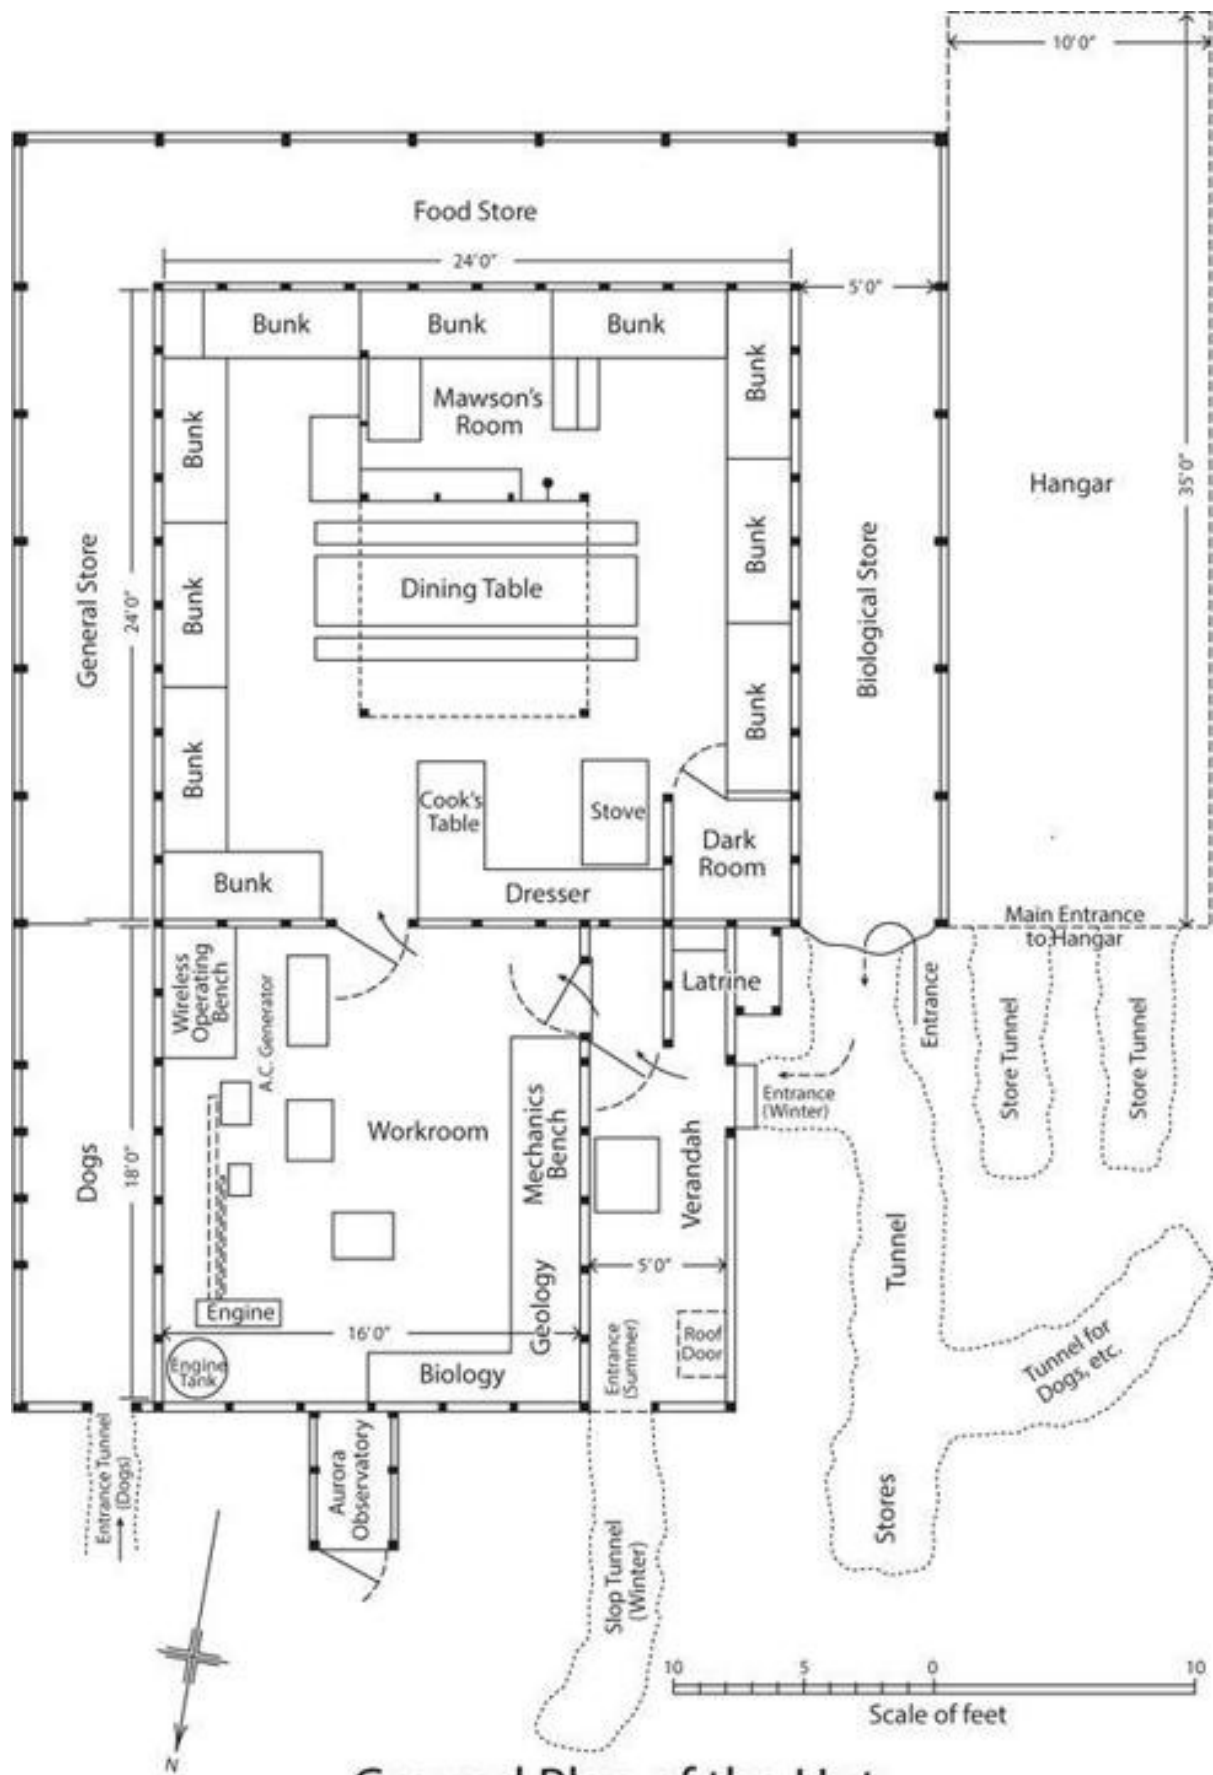 10'0"
Food Store
24'0"
5'0"
Bunk
Bunk
Bunk
Bunk
Mawson's
Room
Bunk
35'0"
Hangar
General Store
24'0"
Bunk
Dining Table
Bunk
Biological Store
Bunk
Bunk
Cook's
Table
Stove
Dark
Room
Bunk
Dresser
Main Entrance
to Hangar
Wireless
Operating
Bench
A.C. Generator
Latrine
Entrance
Store Tunnel
Store Tunnel
Entrance
(Winter)
Dogs
18'0"
Workroom
Mechanics
Bench
Verandah
Tunnel
5'0"
Engine
16'0"
Geology
Entrance
(Summer)
Roof
Door
Engine
Tank
Biology
Tunnel for
Dogs, etc.
Entrance Tunnel
(Dogs)
Aurora
Observatory
Stores
Slop Tunnel
(Winter)
N
10 5 0 10
Scale of feet